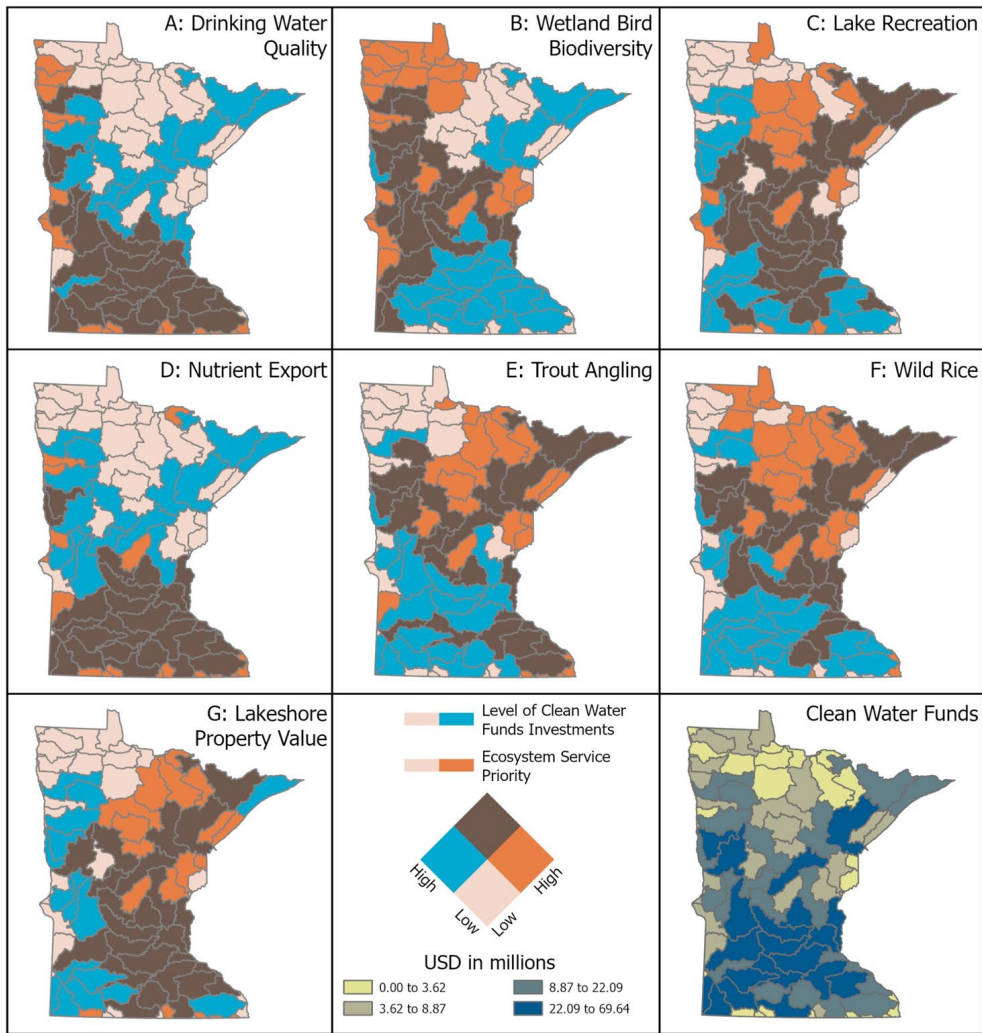 A: Drinking Water
Quality
B: Wetland Bird
Biodiversity
C: Lake Recreation
D: Nutrient Export
E: Trout Angling
F: Wild Rice
G: Lakeshore
Property Value
Level of Clean Water
Funds Investments
Ecosystem Service
Priority
High
Low
Low
High
USD in millions
0.00 to 3.62
8.87 to 22.09
3.62 to 8.87
22.09 to 69.64
Clean Water Funds